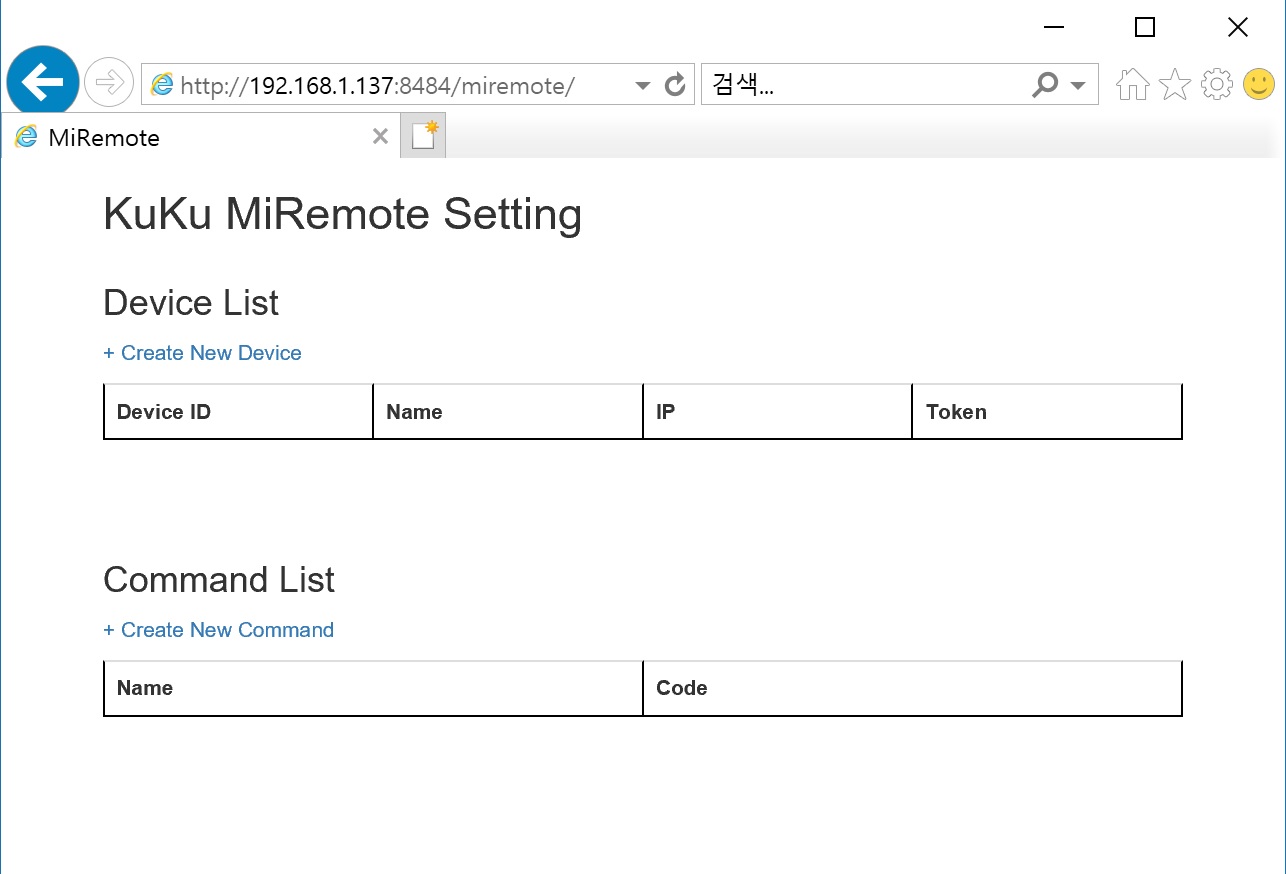 http://192.168.1.137:8484/miremote/
검색...
MiRemote
KuKu MiRemote Setting
Device List
+ Create New Device
Device ID Name IP Token
Command List
+ Create New Command
Name Code